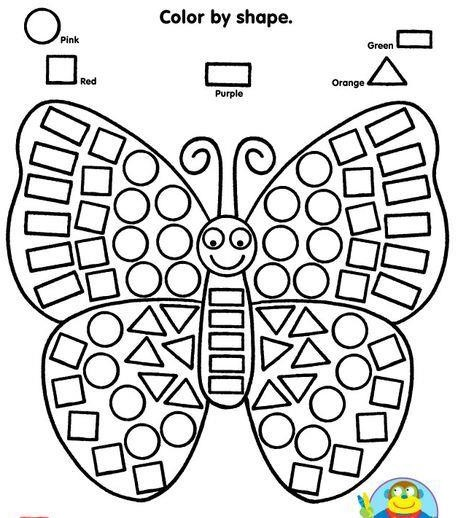 Color by shape.
Pink
Green
Red
Orange
Purple